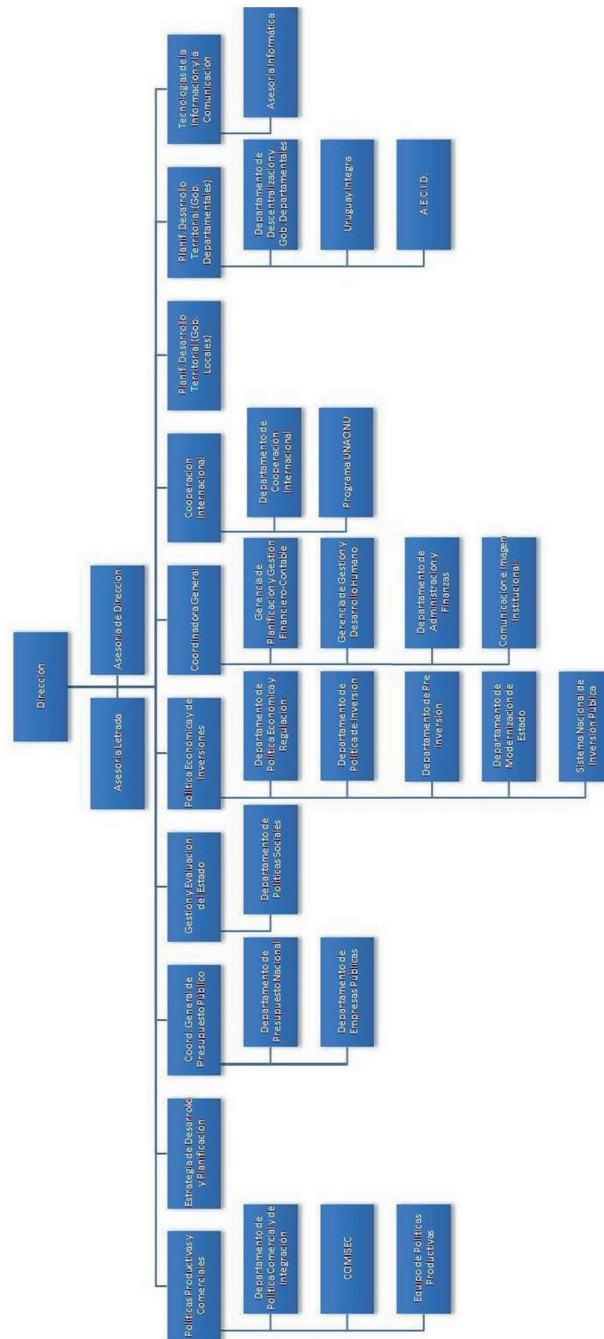 Dirección
Asesoría Letrada
Asesoría de Dirección
Políticas Productivas y
Comerciales
Departamento de
Política Comercial y de
Integración
COMISEC
Equipo de Políticas
Productivas
Estrategia de Desarrollo
y Planificación
Coord. General de
Presupuesto Público
Departamento de
Presupuesto Nacional
Departamento de
Empresas Públicas
Gestión y Evaluación
del Estado
Departamento de
Políticas Sociales
Política Económica y de
Inversiones
Departamento de
Política Económica y
Regulación
Departamento de
Política de Inversión
Departamento de Pre
Inversión
Departamento de
Modernización de
Estado
Sistema Nacional de
Inversión Pública
Coordinadora General
Gerencia de
Planificación y Gestión
Financiero-Contable
Gerencia de Gestión y
Desarrollo Humano
Departamento de
Administración y
Finanzas
Comunicación e Imagen
Institucional
Cooperación
Internacional
Departamento de
Cooperación
Internacional
Programa UNAONU
Planif. Desarrollo
Territorial (Gob.
Locales)
Planif. Desarrollo
Territorial (Gob.
Departamentales)
Departamento de
Descentralización y
Gob. Departamentales
Uruguay Integra
A.E.C.I.D.
Tecnologías de la
Información y la
Comunicación
Asesoría Informática